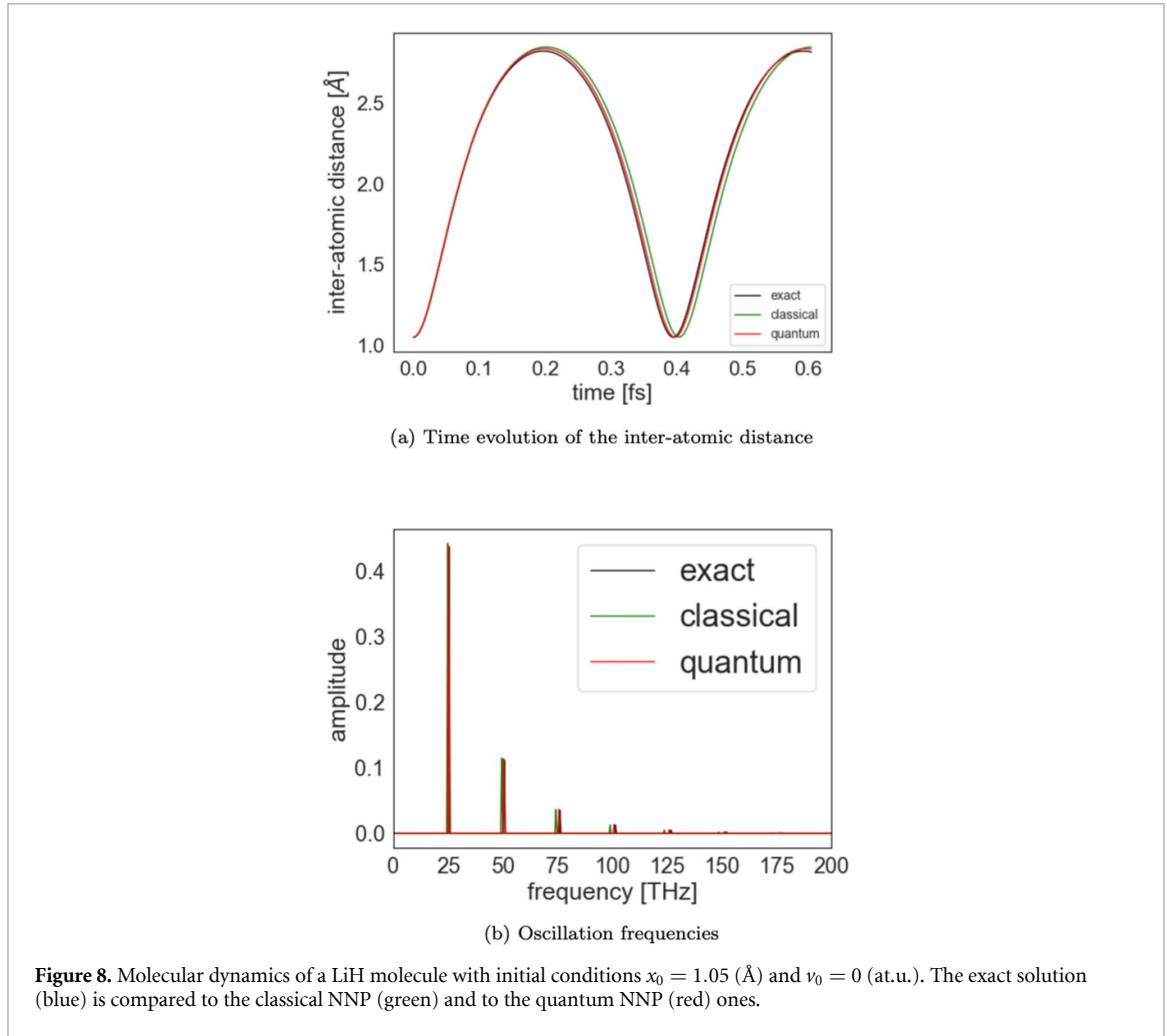 inter-atomic distance [Å]
2.5
2.0
1.5
1.0
exact
classical
quantum
0.0 0.1 0.2 0.3 0.4 0.5 0.6
time [fs]
(a) Time evolution of the inter-atomic distance
amplitude
0.4
0.3
0.2
0.1
0.0
exact
classical
quantum
0 25 50 75 100 125 150 175 200
frequency [THz]
(b) Oscillation frequencies
Figure 8. Molecular dynamics of a LiH molecule with initial conditions x₀ = 1.05 (Å) and v₀ = 0 (at.u.). The exact solution
(blue) is compared to the classical NNP (green) and to the quantum NNP (red) ones.